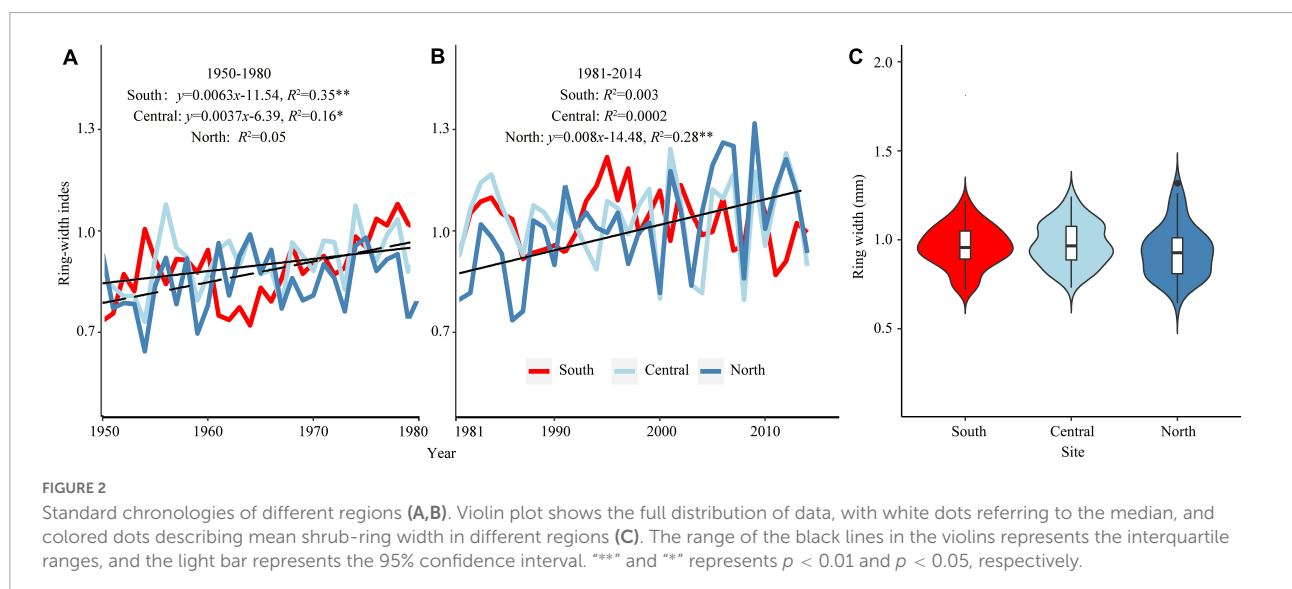 A
1950-1980
South: y=0.0063x-11.54, R²=0.35**
Central: y=0.0037x-6.39, R²=0.16*
North: R²=0.05
Ring-width indexes
1.3
1.0
0.7
1950
1960
1970
1980
B
1981-2014
South: R²=0.003
Central: R²=0.0002
North: y=0.008x-14.48, R²=0.28**
1.3
1.0
0.7
South
Central
North
1981
1990
2000
2010
Year
C
Ring width (mm)
2.0
1.5
1.0
0.5
0
South
Central
North
Site
FIGURE 2
Standard chronologies of different regions (A,B). Violin plot shows the full distribution of data, with white dots referring to the median, and
colored dots describing mean shrub-ring width in different regions (C). The range of the black lines in the violins represents the interquartile
ranges, and the light bar represents the 95% confidence interval. “**” and “*” represents p < 0.01 and p < 0.05, respectively.